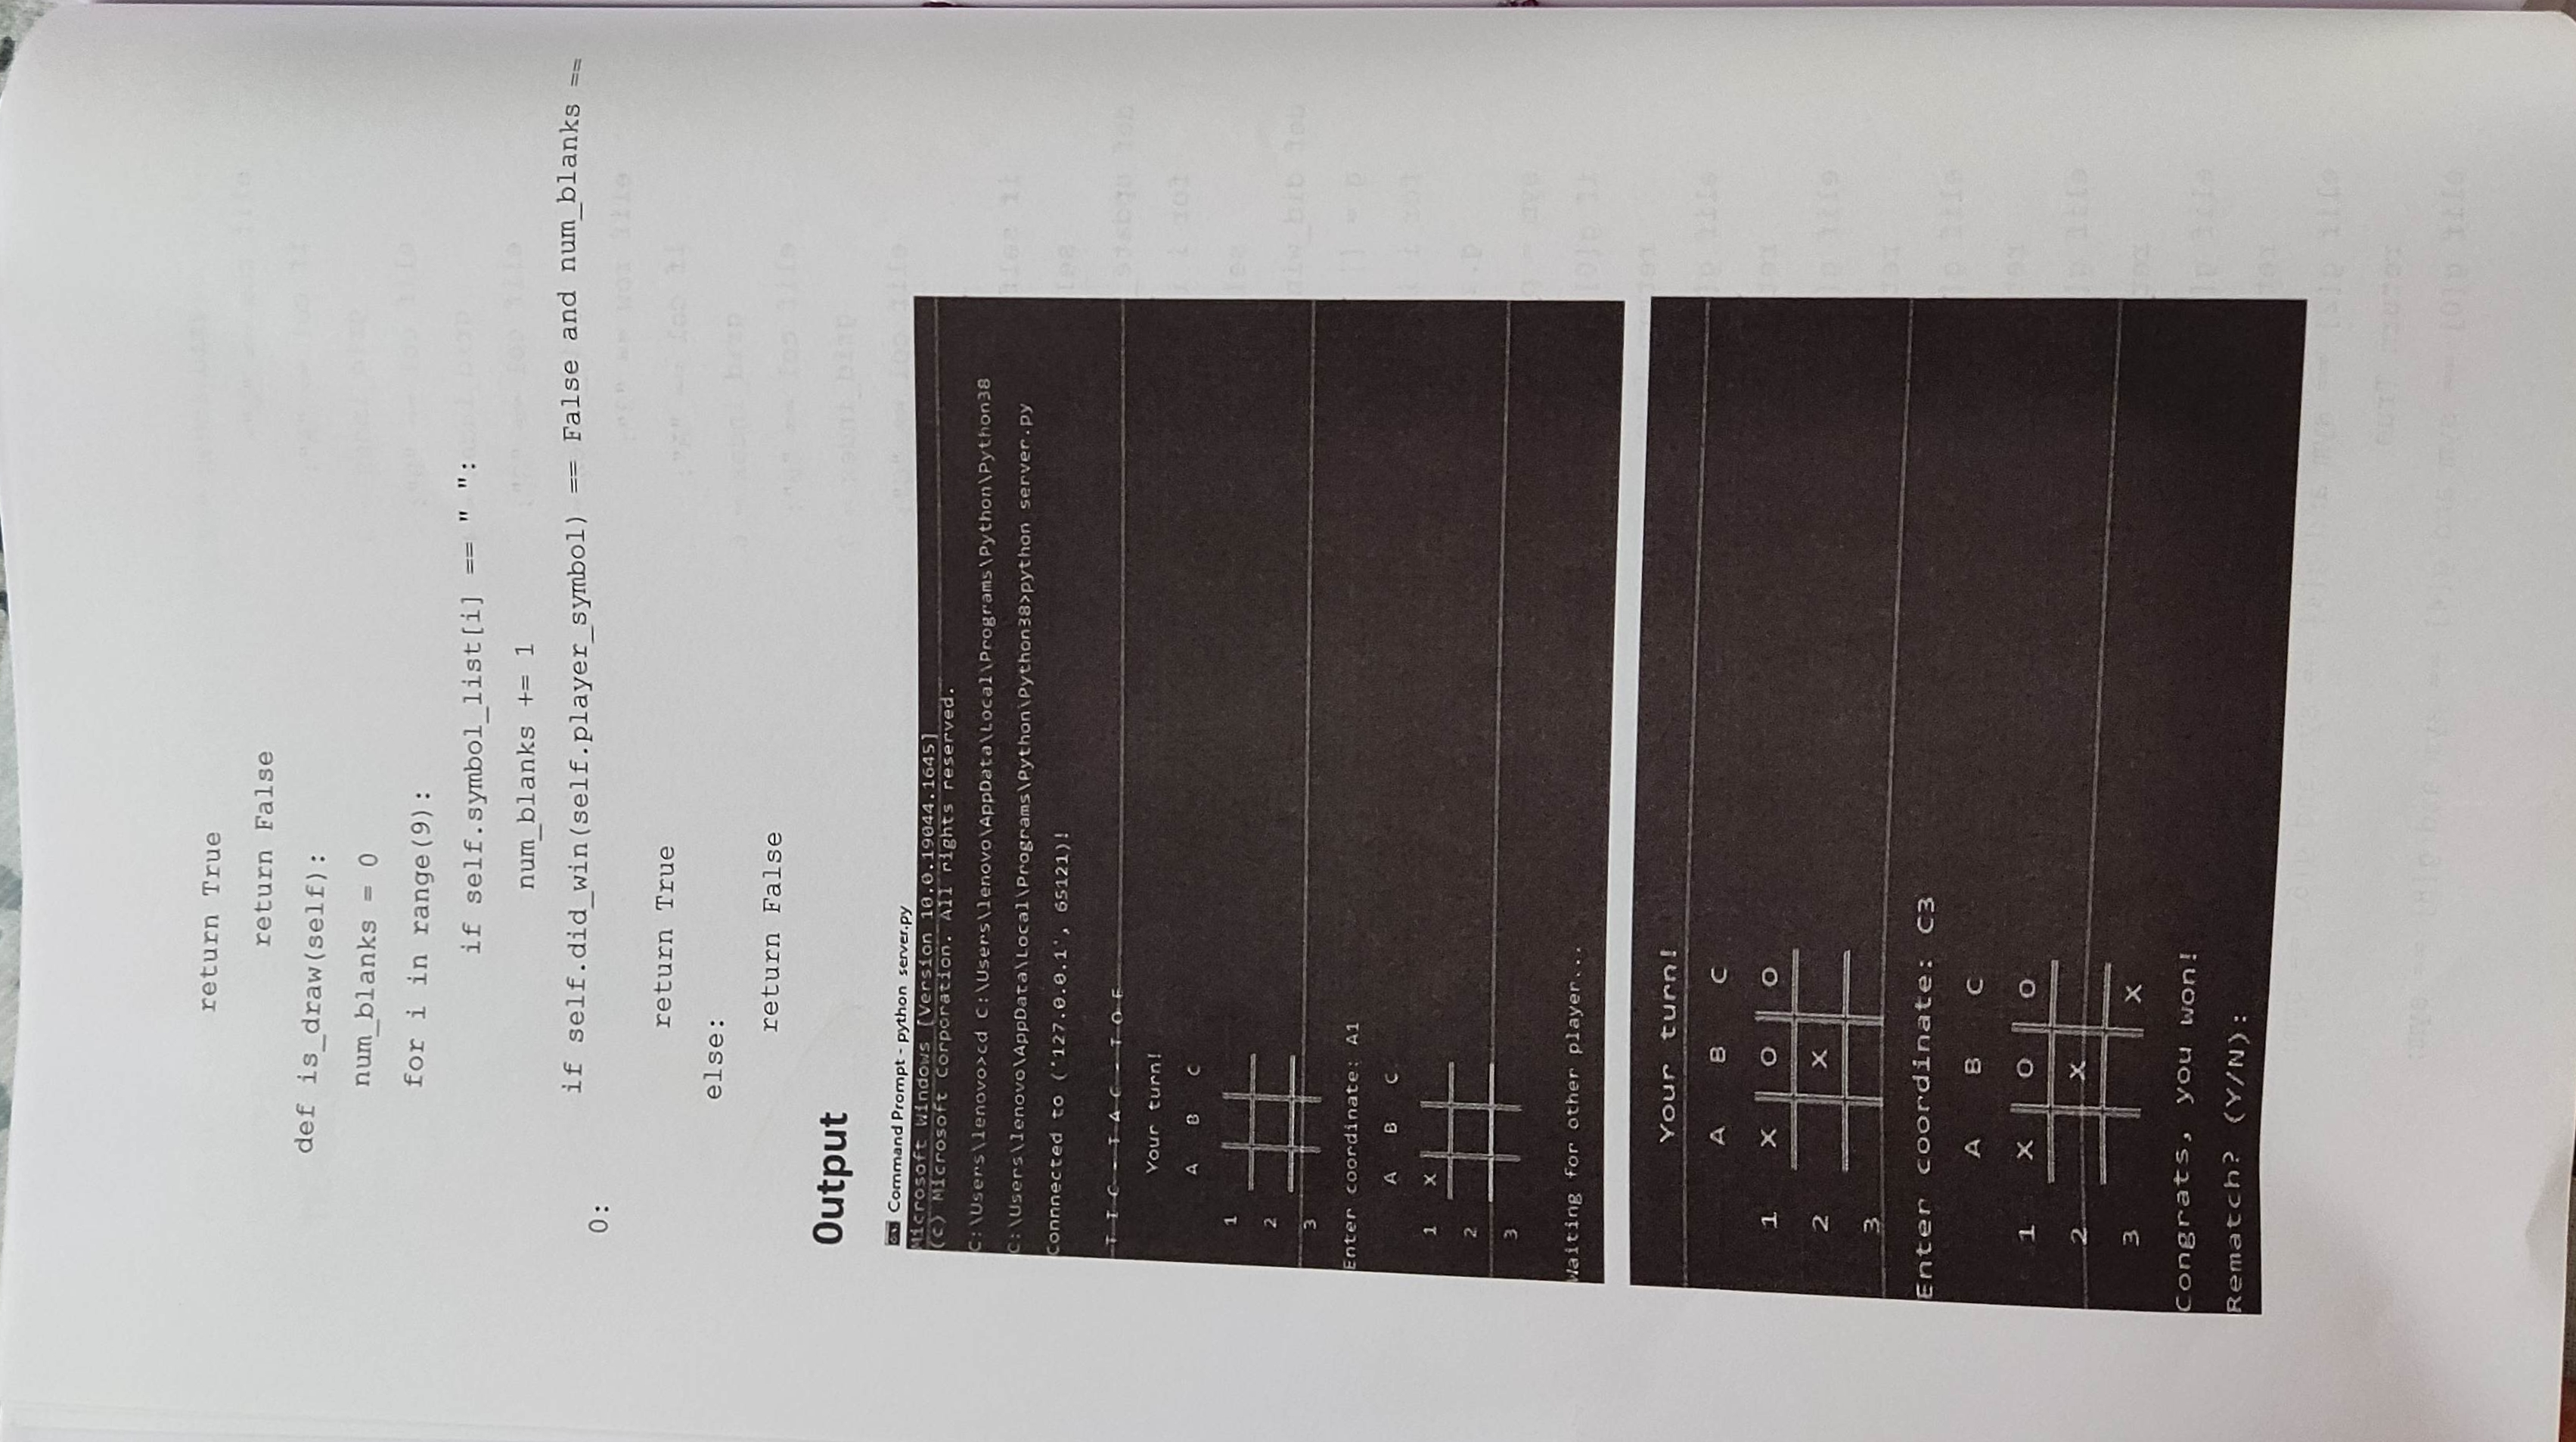 return True
return False
def is_draw(self):
num_blanks = 0
for i in range(9):
if self.symbol_list[i] == " ":
num_blanks += 1
if self.did_win(self.player_symbol) == False and num_blanks ==
0:
return True
else:
return False
Output
Command Prompt - python server.py
Microsoft Windows [Version 10.0.19044.1645]
(c) Microsoft Corporation. All rights reserved.
C:\Users\lenovo>cd C:\Users\lenovo\AppData\Local\Programs\Python\Python38
C:\Users\lenovo\AppData\Local\Programs\Python\Python38>python server.py
Connnected to ('127.0.0.1', 65121)!
T I C - T A C - T O E
Your turn!
A B C
1
2
3
Enter coordinate: A1
A B C
1 X
2
3
Waiting for other player...
Your turn!
A B C
1 X O O
2 X
3
Enter coordinate: C3
A B C
1 X O O
2 X
3 X
Congrats, you won!
Rematch? (Y/N):